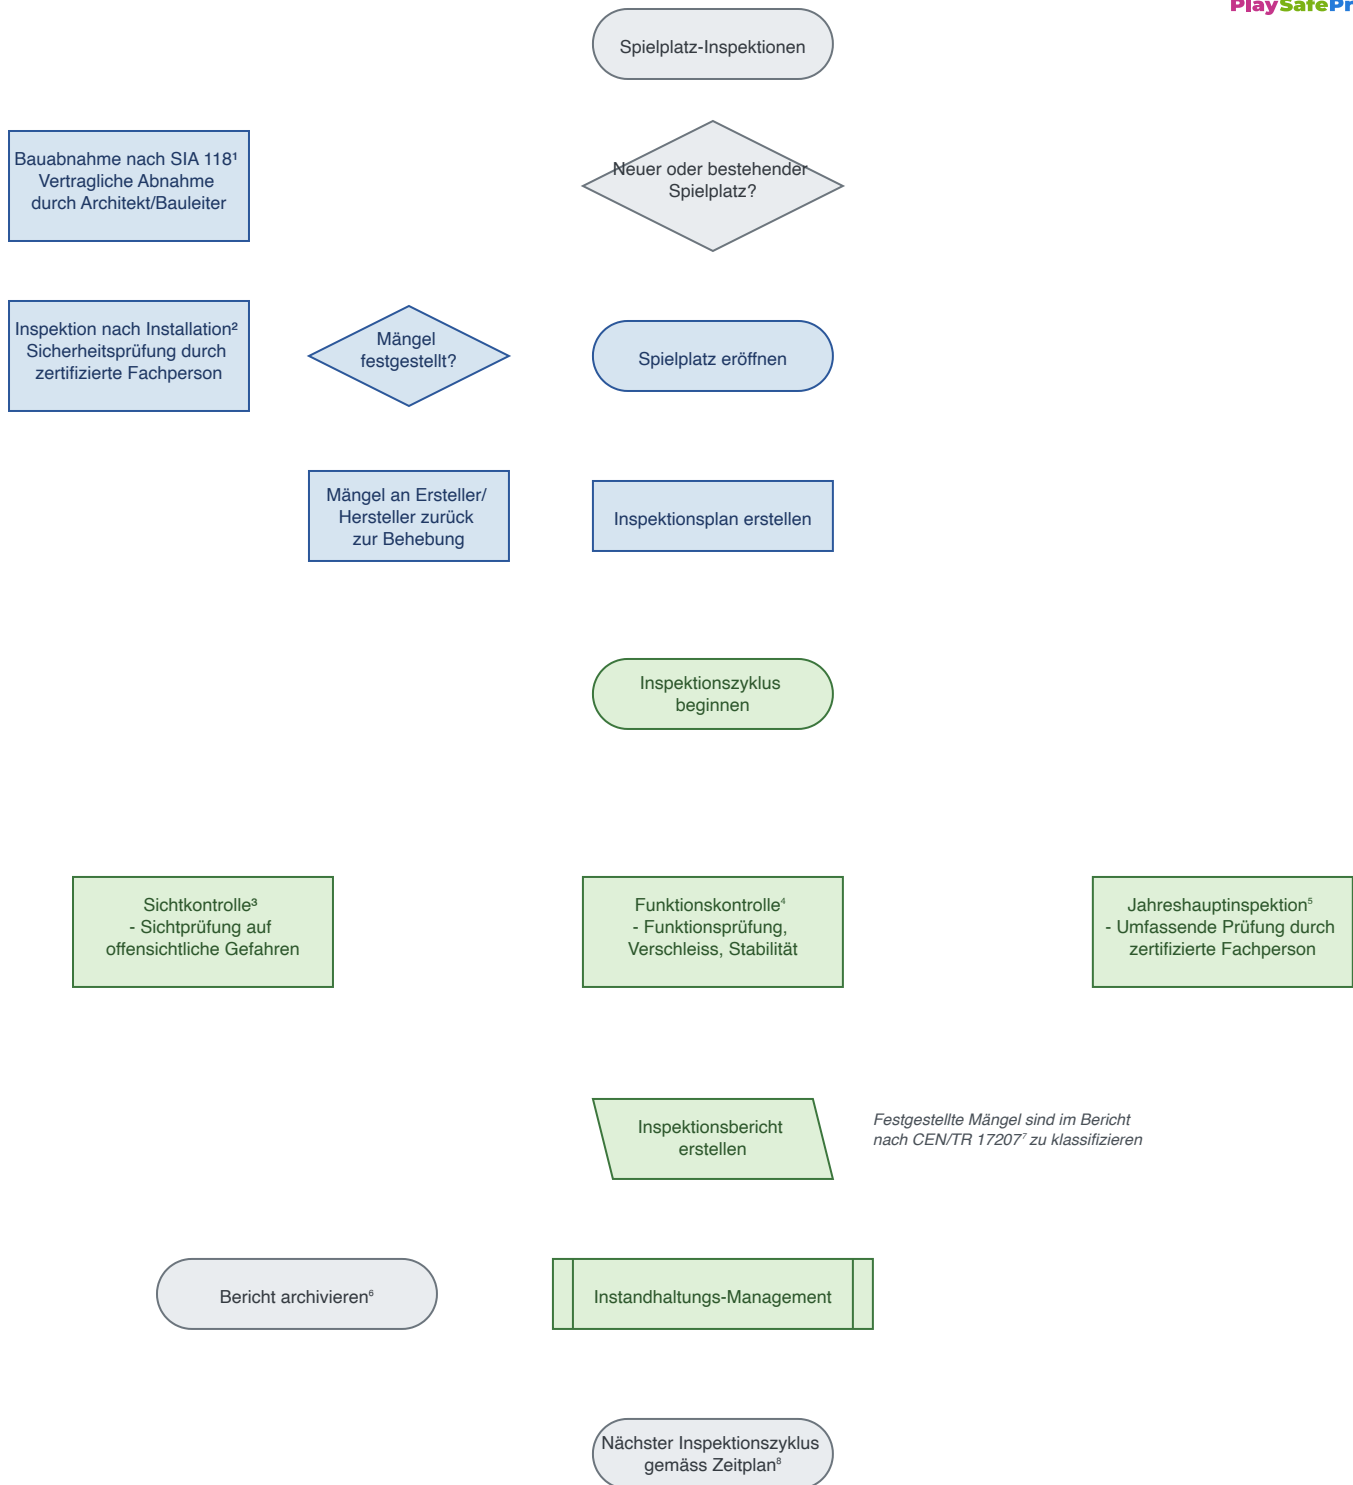 PlaySafePr
Spielplatz-Inspektionen
Bauabnahme nach SIA 118¹
Vertragliche Abnahme
durch Architekt/Bauleiter
Neuer oder bestehender
Spielplatz?
Inspektion nach Installation²
Sicherheitsprüfung durch
zertifizierte Fachperson
Mängel
festgestellt?
Spielplatz eröffnen
Mängel an Ersteller/
Hersteller zurück
zur Behebung
Inspektionsplan erstellen
Inspektionszyklus
beginnen
Sichtkontrolle³
- Sichtprüfung auf
offensichtliche Gefahren
Funktionskontrolle⁴
- Funktionsprüfung,
Verschleiss, Stabilität
Jahreshauptinspektion⁵
- Umfassende Prüfung durch
zertifizierte Fachperson
Inspektionsbericht
erstellen
Festgestellte Mängel sind im Bericht
nach CEN/TR 17207⁷ zu klassifizieren
Bericht archivieren⁶
Instandhaltungs-Management
Nächster Inspektionszyklus
gemäss Zeitplan⁸